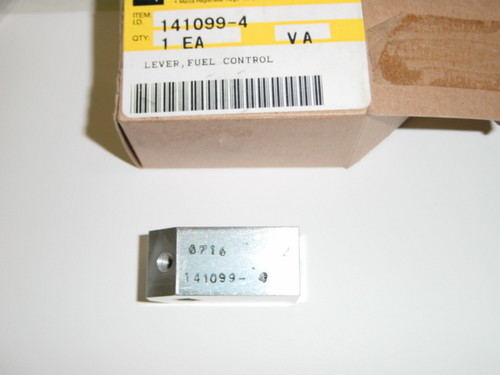 ITEM
I.D. 141099-4
QTY: 1 EA VA
LEVER, FUEL CONTROL
0716
141099-